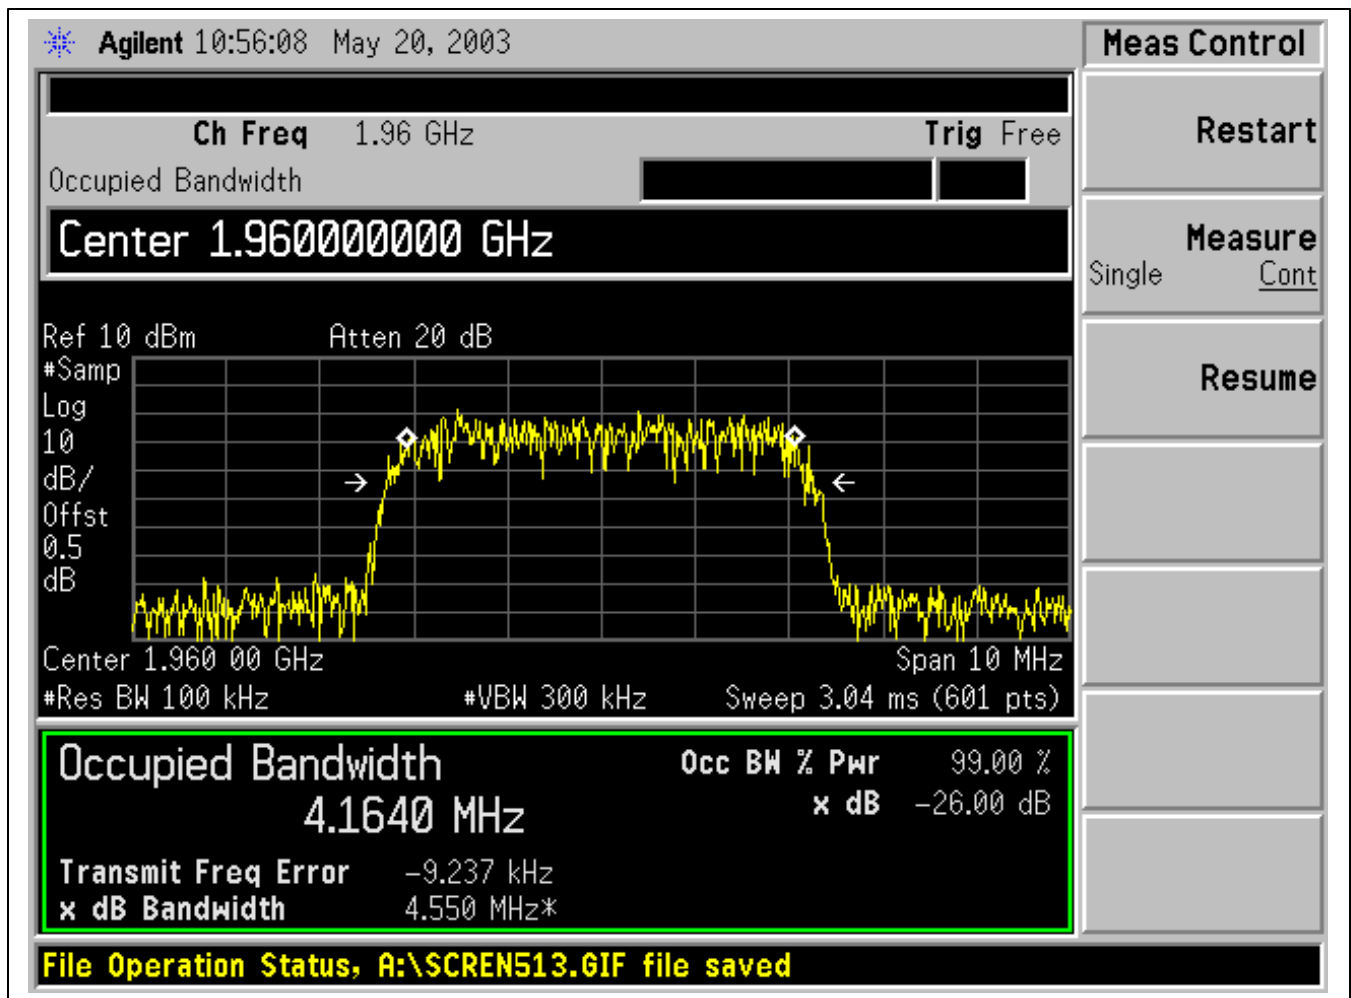 Agilent 10:56:08 May 20, 2003
Meas Control
Ch Freq 1.96 GHz Trig Free
Occupied Bandwidth
Center 1.960000000 GHz
Restart
Measure
Single Cont
Resume
Ref 10 dBm Atten 20 dB
#Samp
Log
10
dB/
Offst
0.5
dB
Center 1.960 00 GHz Span 10 MHz
#Res BW 100 kHz #VBW 300 kHz Sweep 3.04 ms (601 pts)
Occupied Bandwidth
4.1640 MHz
Occ BW % Pwr 99.00 %
x dB -26.00 dB
Transmit Freq Error -9.237 kHz
x dB Bandwidth 4.550 MHz*
File Operation Status, A:\SCREN513.GIF file saved